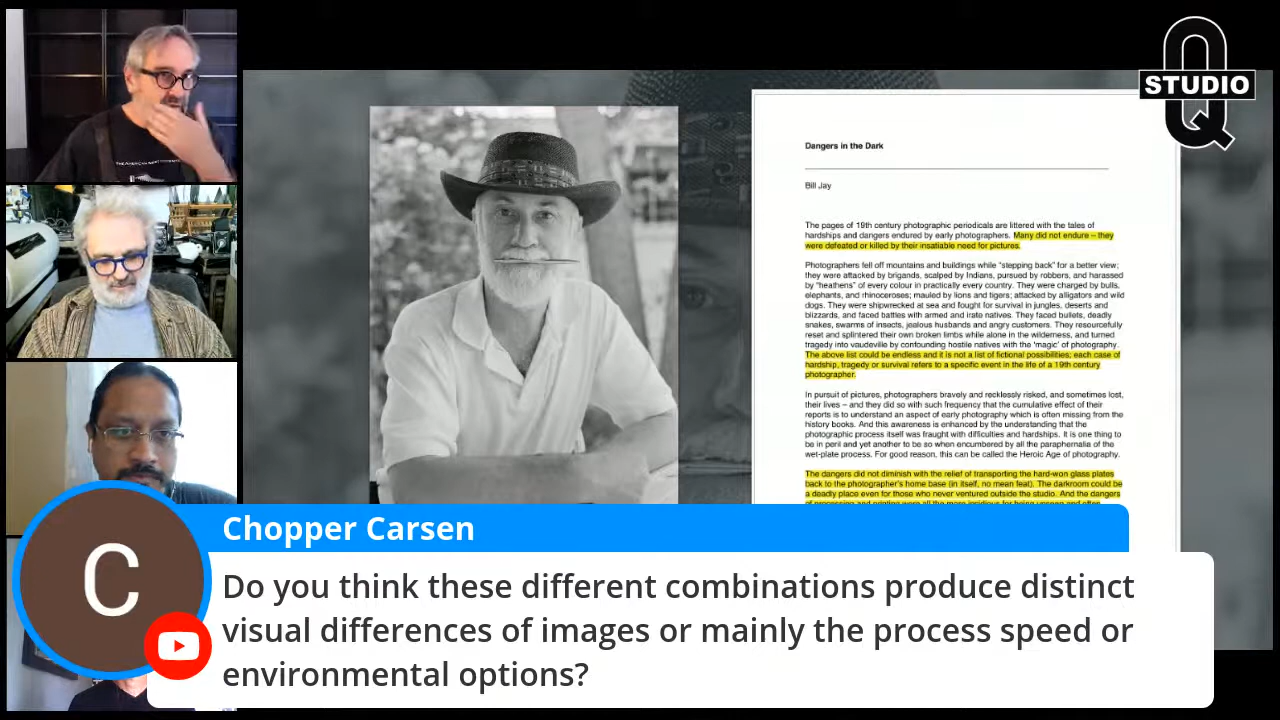 STUDIO
Q
Dangers in the Dark
Bill Jay
The pages of 19th century photographic periodicals are littered with the tales of
hardships and dangers endured by early photographers. Many did not endure – they
were defeated or killed by their insatiable need for pictures.
Photographers fell off mountains and buildings while "stepping back" for a better view;
they were attacked by brigands, scalped by Indians, pursued by robbers, and harassed
by "heathens" of every colour in practically every country. They were charged by bulls,
elephants, and rhinoceroses; mauled by lions and tigers; attacked by alligators and wild
dogs. They were shipwrecked at sea and fought for survival in jungles, deserts and
blizzards, and faced battles with armed and irate natives. They faced bullets, deadly
snakes, swarms of insects, jealous husbands and angry customers. They resourcefully
reset and splintered their own broken limbs while alone in the wilderness, and turned
tragedy into vaudeville by confounding hostile natives with the 'magic' of photography.
The above list could be endless and it is not a list of fictional possibilities; each case of
hardship, tragedy or survival refers to a specific event in the life of a 19th century
photographer.
In pursuit of pictures, photographers bravely and recklessly risked, and sometimes lost,
their lives – and they did so with such frequency that the cumulative effect of their
reports is to understand an aspect of early photography which is often missing from the
history books. And this awareness is enhanced by the understanding that the
photographic process itself was fraught with difficulties and hardships. It is one thing to
be in peril and yet another to be so when encumbered by all the paraphernalia of the
wet-plate process. For good reason, this can be called the Heroic Age of photography.
The dangers did not diminish with the relief of transporting the hard-won glass plates
back to the photographer's home base (in itself, no mean feat). The darkroom could be
a deadly place even for those who never ventured outside the studio. And the dangers
C
Chopper Carsen
Do you think these different combinations produce distinct
visual differences of images or mainly the process speed or
environmental options?